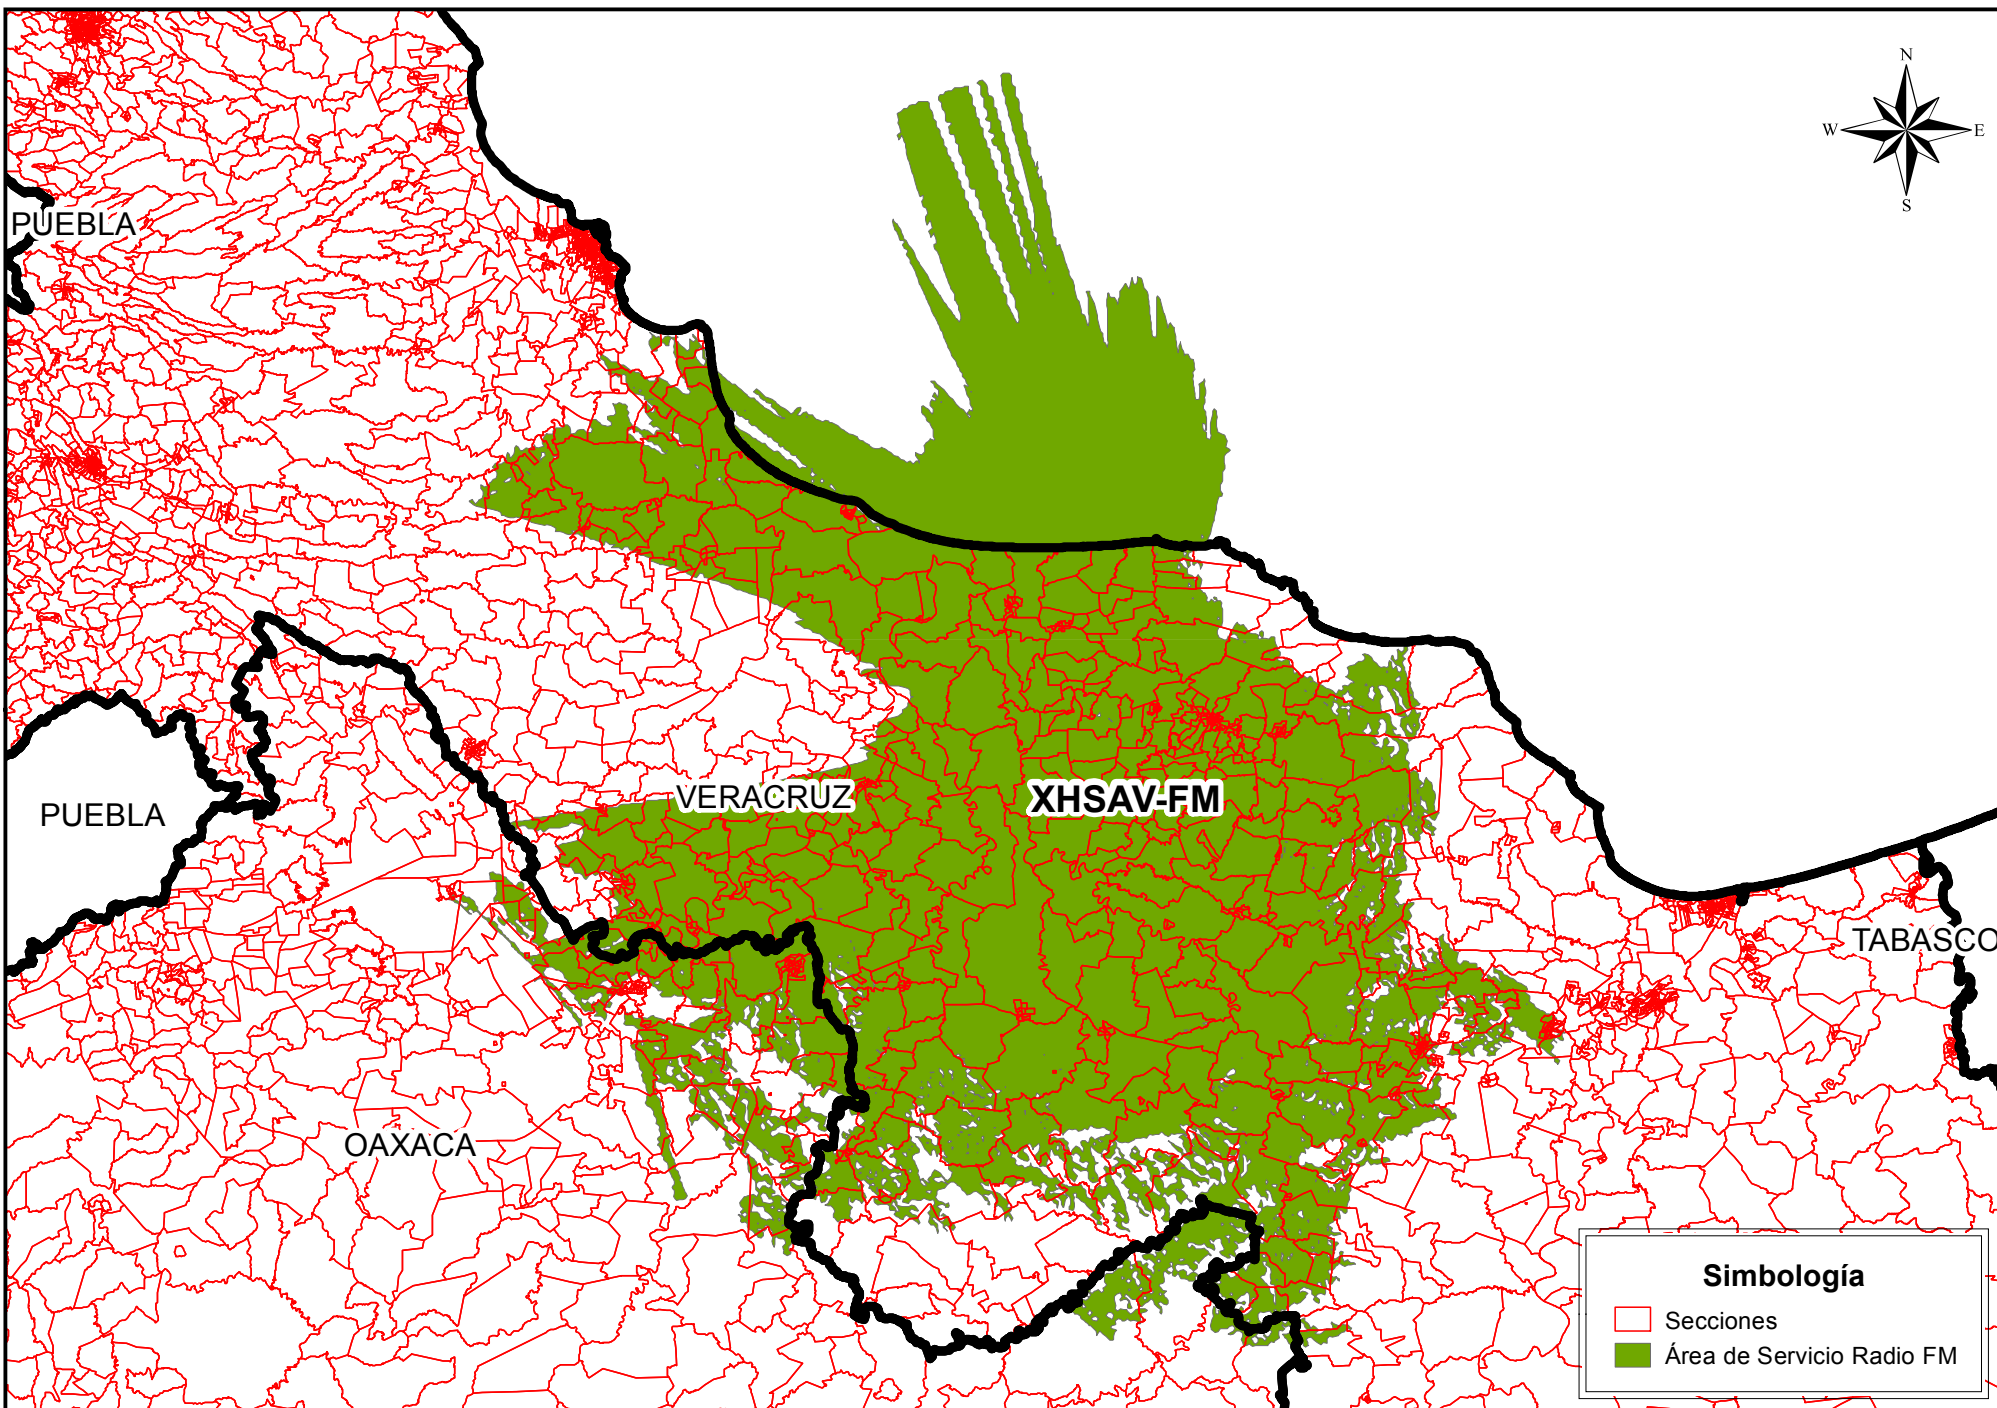 N
W E
S
PUEBLA
PUEBLA
VERACRUZ
XHSAV-FM
TABASCO
OAXACA
Simbología
Secciones
Área de Servicio Radio FM